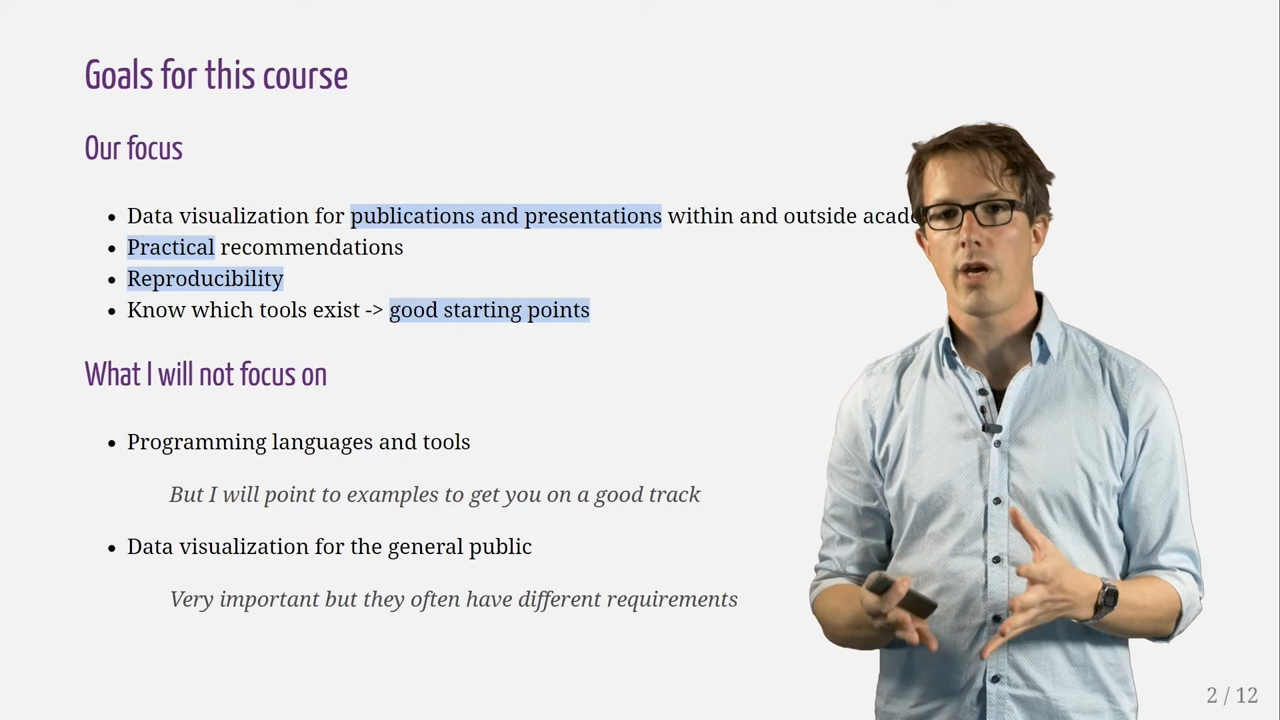 Goals for this course
Our focus
• Data visualization for publications and presentations within and outside
• Practical recommendations
• Reproducibility
• Know which tools exist -> good starting points
What I will not focus on
• Programming languages and tools
But I will point to examples to get you on a good track
• Data visualization for the general public
Very important but they often have different requirements
2 / 12